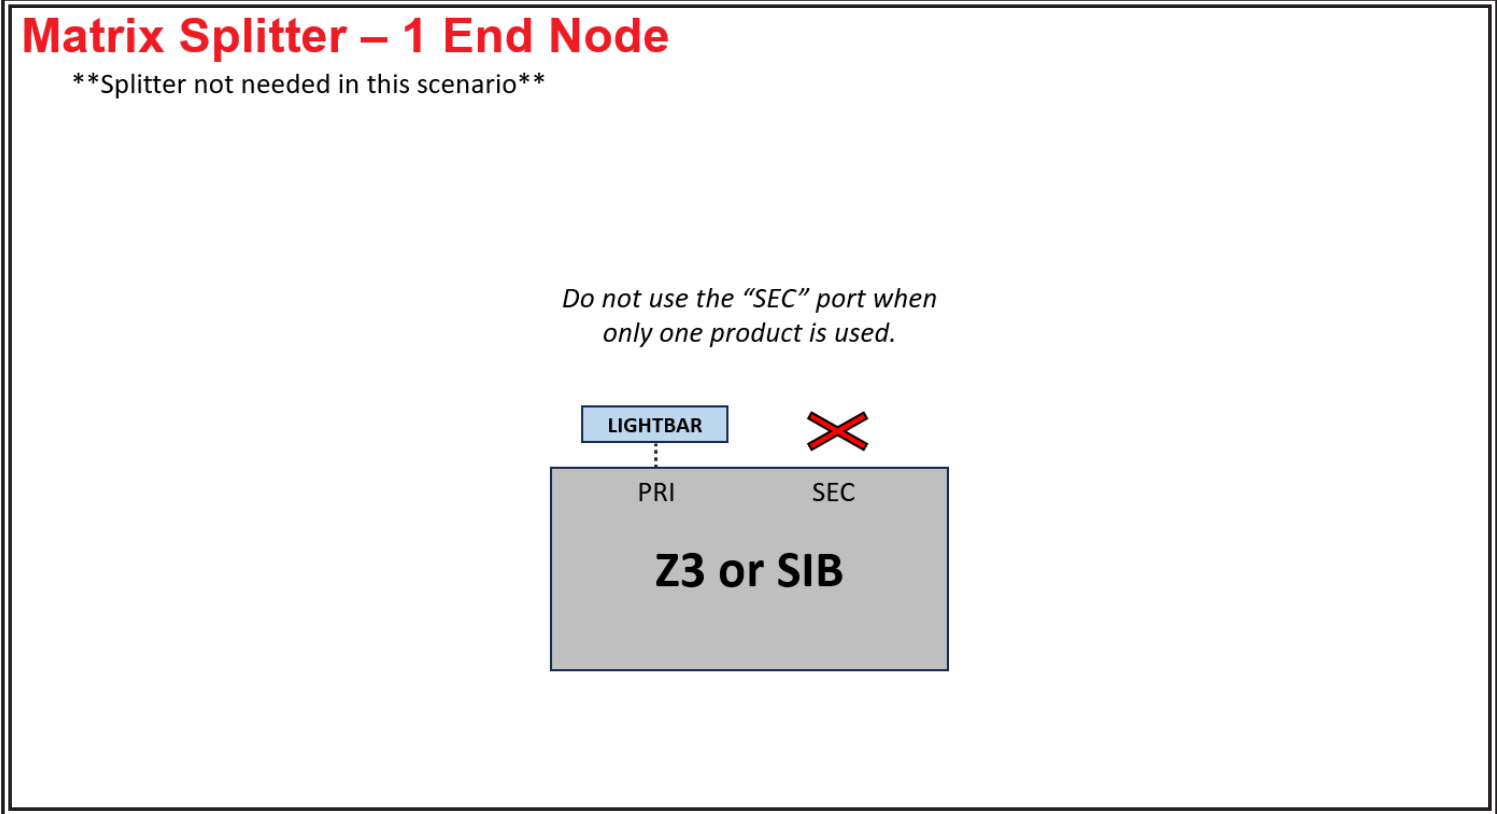 Matrix Splitter – 1 End Node
**Splitter not needed in this scenario**
Do not use the “SEC” port when
only one product is used.
LIGHTBAR
PRI SEC
Z3 or SIB